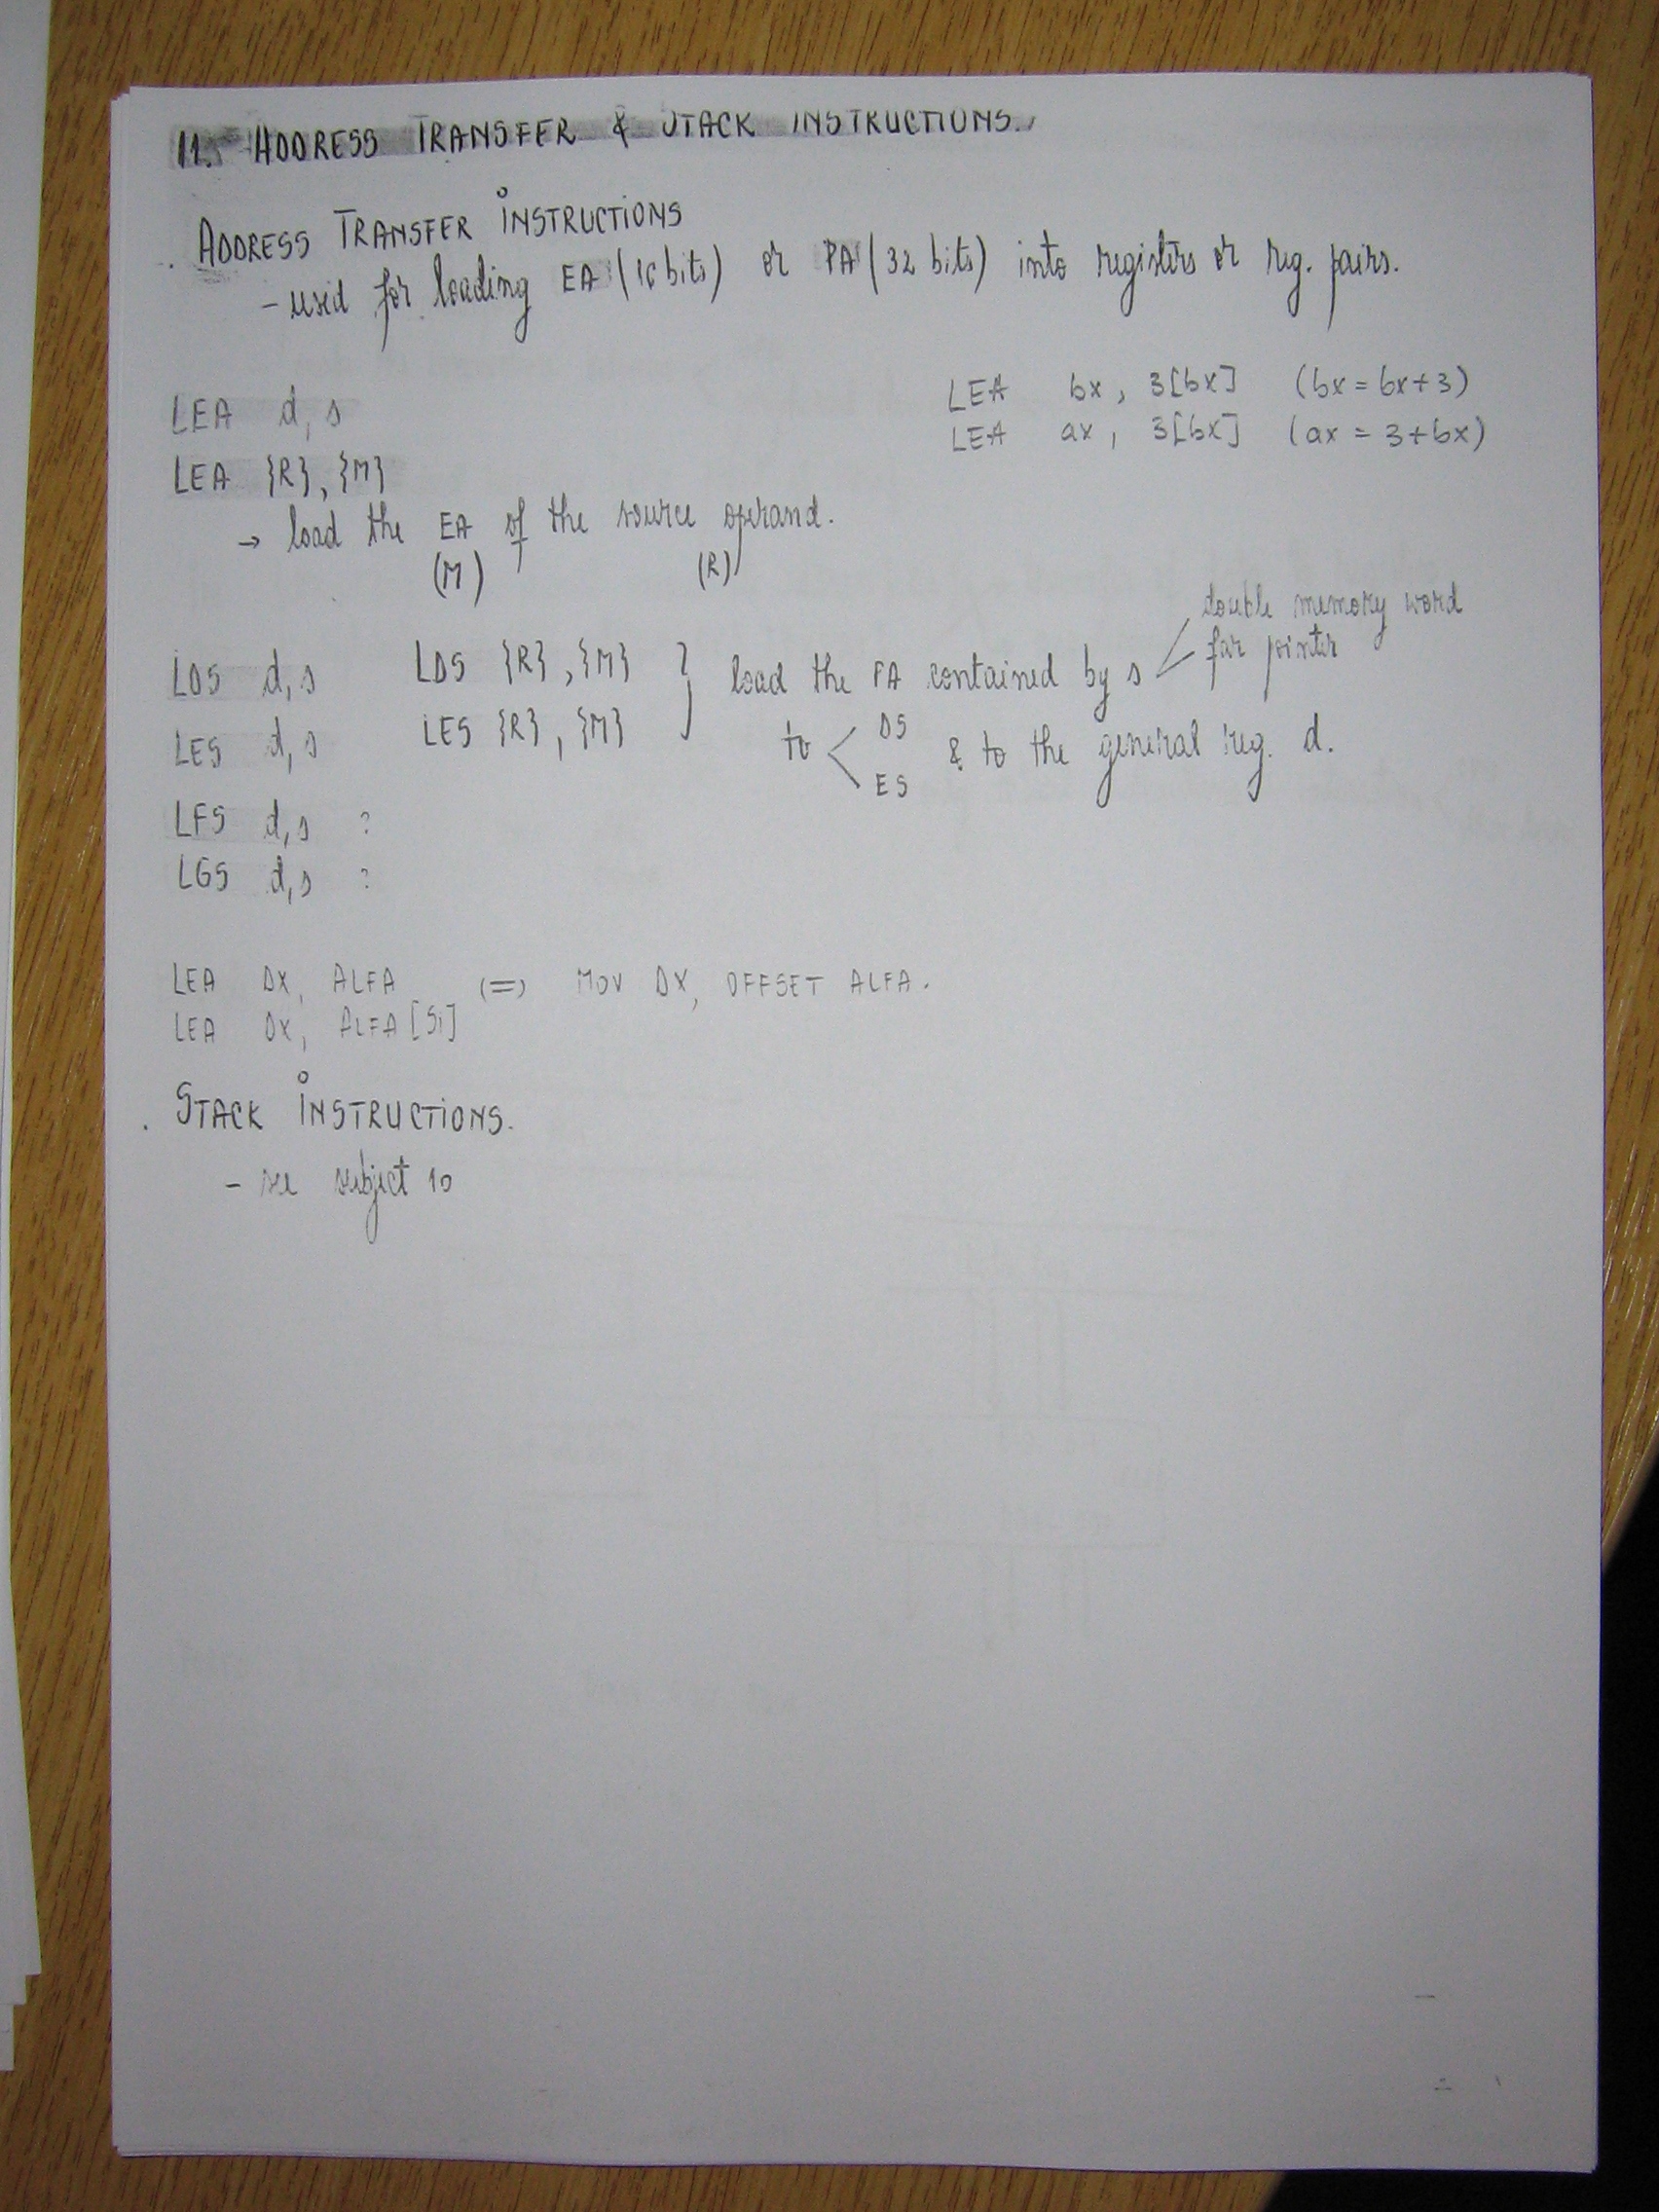 11. ADDRESS TRANSFER & STACK INSTRUCTIONS.
. ADDRESS TRANSFER INSTRUCTIONS
- used for loading EA (16 bits) or PA (32 bits) into registers or reg. pairs.
LEA d, s
LEA bx, 3[bx] (bx = bx+3)
LEA ax, 3[bx] (ax = 3+bx)
LEA {R}, {M}
→ load the EA of the source operand.
(M) (R)
double memory word
far pointer
LDS d, s LDS {R}, {M} } load the PA contained by s
LES d, s LES {R}, {M} to < DS ES & to the general reg. d.
LFS d, s ?
LGS d, s ?
LEA DX, ALFA (=) MOV DX, OFFSET ALFA.
LEA DX, ALFA [Si]
. STACK INSTRUCTIONS.
- see subject 10